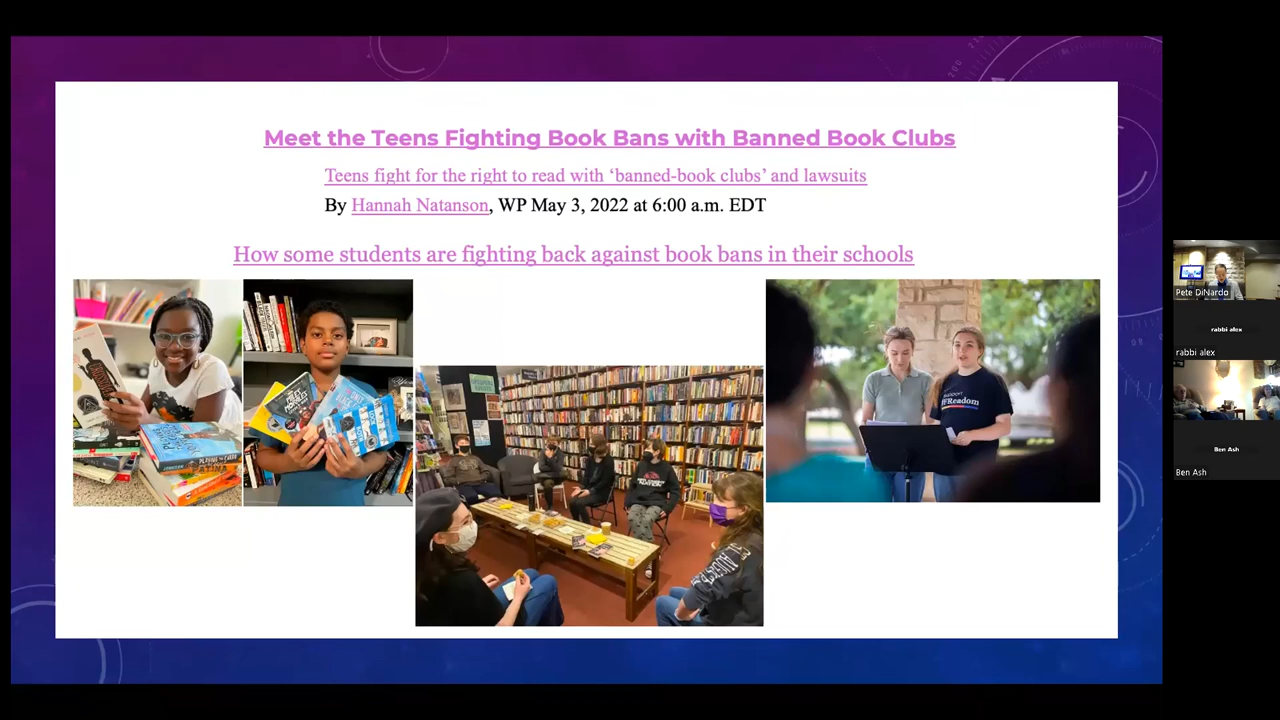 Meet the Teens Fighting Book Bans with Banned Book Clubs
Teens fight for the right to read with ‘banned-book clubs’ and lawsuits
By Hannah Natanson, WP May 3, 2022 at 6:00 a.m. EDT
How some students are fighting back against book bans in their schools
FReadom
Pete DiNardo
rabbi alex
rabbi alex
Ben Ash
Ben Ash